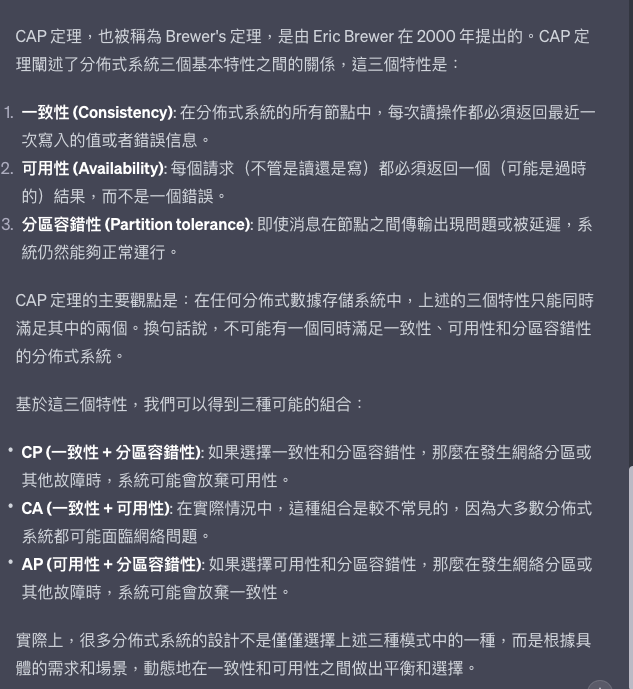 CAP 定理，也被稱為 Brewer's 定理，是由 Eric Brewer 在 2000 年提出的。CAP 定
理闡述了分佈式系統三個基本特性之間的關係，這三個特性是：
1. 一致性 (Consistency): 在分佈式系統的所有節點中，每次讀操作都必須返回最近一
次寫入的值或者錯誤信息。
2. 可用性 (Availability): 每個請求（不管是讀還是寫）都必須返回一個（可能是過時
的）結果，而不是一個錯誤。
3. 分區容錯性 (Partition tolerance): 即使消息在節點之間傳輸出現問題或被延遲，系
統仍然能夠正常運行。
CAP 定理的主要觀點是：在任何分佈式數據存儲系統中，上述的三個特性只能同時
滿足其中的兩個。換句話說，不可能有一個同時滿足一致性、可用性和分區容錯性
的分佈式系統。
基於這三個特性，我們可以得到三種可能的組合：
• CP (一致性 + 分區容錯性): 如果選擇一致性和分區容錯性，那麼在發生網絡分區或
其他故障時，系統可能會放棄可用性。
• CA (一致性 + 可用性): 在實際情況中，這種組合是較不常見的，因為大多數分佈式
系統都可能面臨網絡問題。
• AP (可用性 + 分區容錯性): 如果選擇可用性和分區容錯性，那麼在發生網絡分區或
其他故障時，系統可能會放棄一致性。
實際上，很多分佈式系統的設計不是僅僅選擇上述三種模式中的一種，而是根據具
體的需求和場景，動態地在一致性和可用性之間做出平衡和選擇。